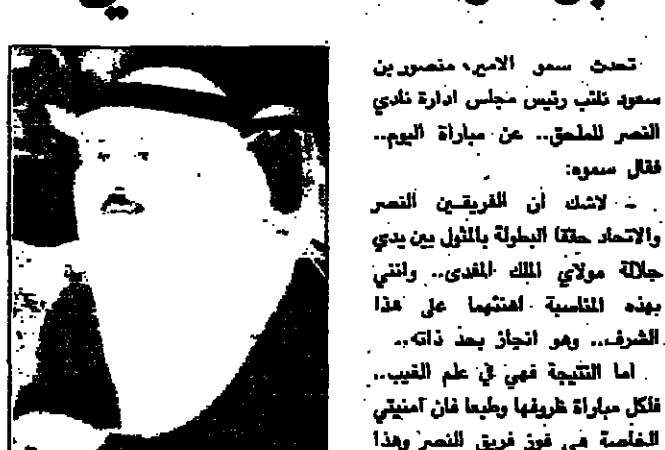 تحدث سمو الامير، منصور بن
سعود نائب رئيس مجلس ادارة نادي
النصر للملحق.. عن مباراة اليوم..
فقال سموه:
- لاشك أن الفريقين النصر
والاتحاد حققا البطولة بالمثول بين يدي
جلالة مولاي الملك المفدى.. وانني
بهذه المناسبة اهنئهما على هذا
الشرف.. وهو انجاز بحد ذاته..
اما النتيجة فهي في علم الغيب..
فلكل مباراة ظروفها وطبعا فان أمنيتي
الخاصة هي فوز فريق النصر وهذا